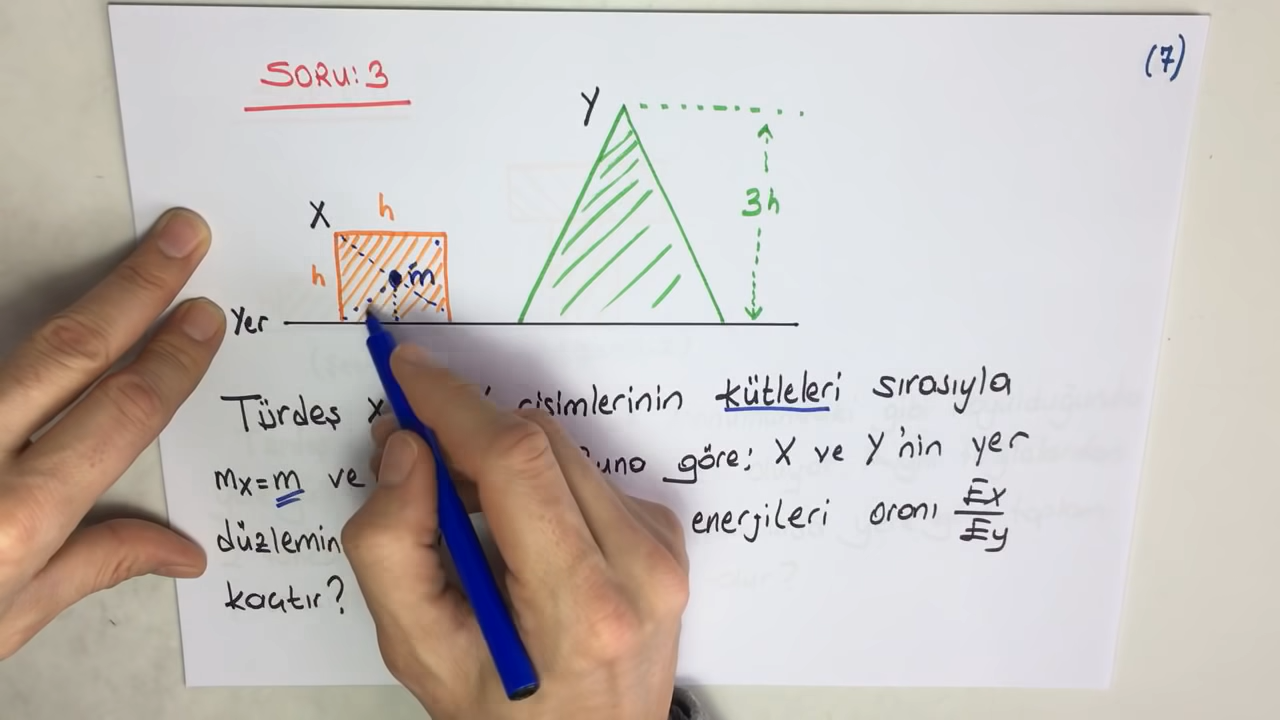 (7)
SORU: 3
Y
3h
X
h
h
m
Yer
Türdeş X cisimlerinin kütleleri sırasıyla
mx=m ve göre; X ve Y'nin yer
enerjileri oranı Ex
Ey
kaçtır?